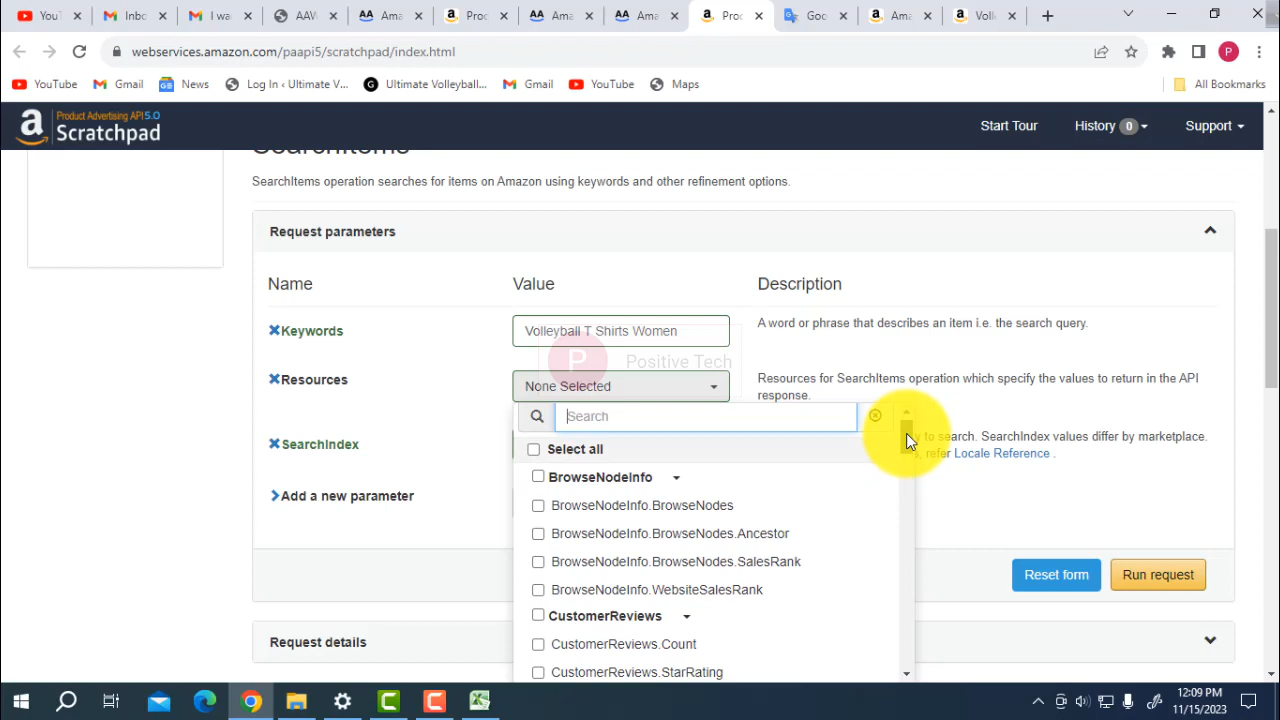 YouT
Inbc
I wa
AAW
Ama
Proc
Ama
Ama
Proc
Goo
Ama
Voll
webservices.amazon.com/paapi5/scratchpad/index.html
P
YouTube
Gmail
News
Log In ‹ Ultimate V...
Ultimate Volleyball...
Gmail
YouTube
Maps
All Bookmarks
Product Advertising API 5.0
Scratchpad
Start Tour
History 0
Support
SearchItems
SearchItems operation searches for items on Amazon using keywords and other refinement options.
Request parameters
Name
Value
Description
Keywords
Volleyball T Shirts Women
A word or phrase that describes an item i.e. the search query.
P Positive Tech
Resources
None Selected
Resources for SearchItems operation which specify the values to return in the API
response.
Search
SearchIndex
y to search. SearchIndex values differ by marketplace.
, refer Locale Reference .
Select all
BrowseNodeInfo
Add a new parameter
BrowseNodeInfo.BrowseNodes
BrowseNodeInfo.BrowseNodes.Ancestor
BrowseNodeInfo.BrowseNodes.SalesRank
BrowseNodeInfo.WebsiteSalesRank
Reset form
Run request
CustomerReviews
CustomerReviews.Count
CustomerReviews.StarRating
Request details
12:09 PM
11/15/2023